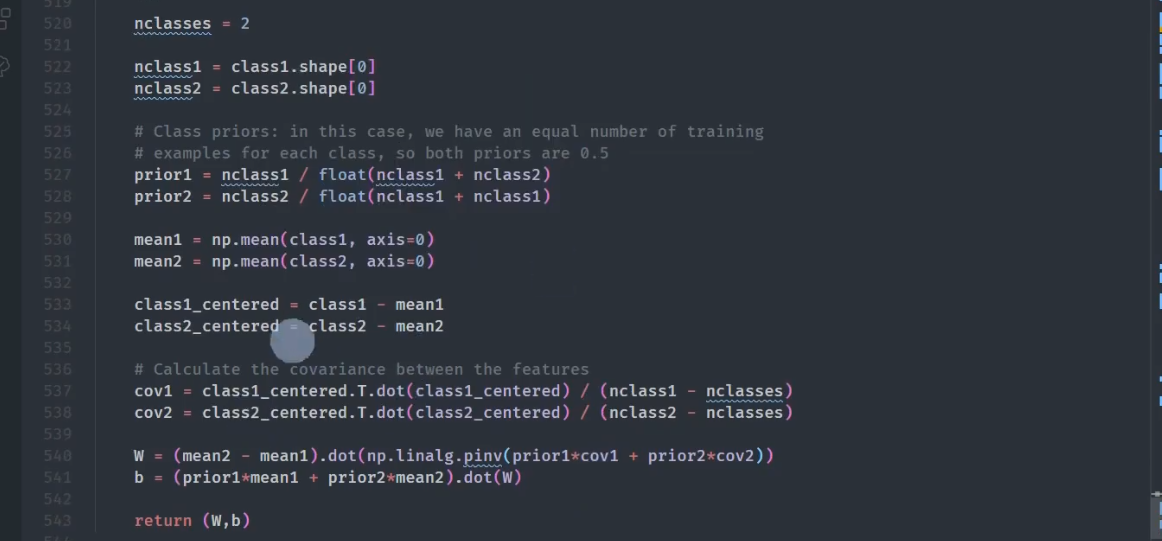 519
520 nclasses = 2
521
522 nclass1 = class1.shape[0]
523 nclass2 = class2.shape[0]
524
525 # Class priors: in this case, we have an equal number of training
526 # examples for each class, so both priors are 0.5
527 prior1 = nclass1 / float(nclass1 + nclass2)
528 prior2 = nclass2 / float(nclass1 + nclass1)
529
530 mean1 = np.mean(class1, axis=0)
531 mean2 = np.mean(class2, axis=0)
532
533 class1_centered = class1 - mean1
534 class2_centered = class2 - mean2
535
536 # Calculate the covariance between the features
537 cov1 = class1_centered.T.dot(class1_centered) / (nclass1 - nclasses)
538 cov2 = class2_centered.T.dot(class2_centered) / (nclass2 - nclasses)
539
540 W = (mean2 - mean1).dot(np.linalg.pinv(prior1*cov1 + prior2*cov2))
541 b = (prior1*mean1 + prior2*mean2).dot(W)
542
543 return (W,b)